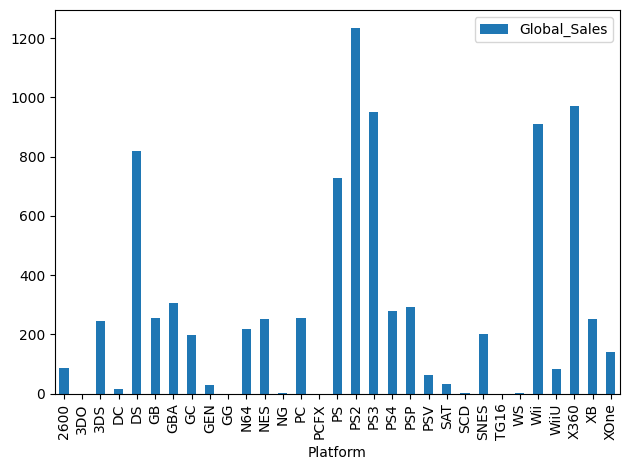 Global_Sales
1200
1000
800
600
400
200
0
2600
3DO
3DS
DC
DS
GB
GBA
GC
GEN
GG
N64
NES
NG
PC
PCFX
PS
PS2
PS3
PS4
PSP
PSV
SAT
SCD
SNES
TG16
WS
Wii
WiiU
X360
XB
XOne
Platform